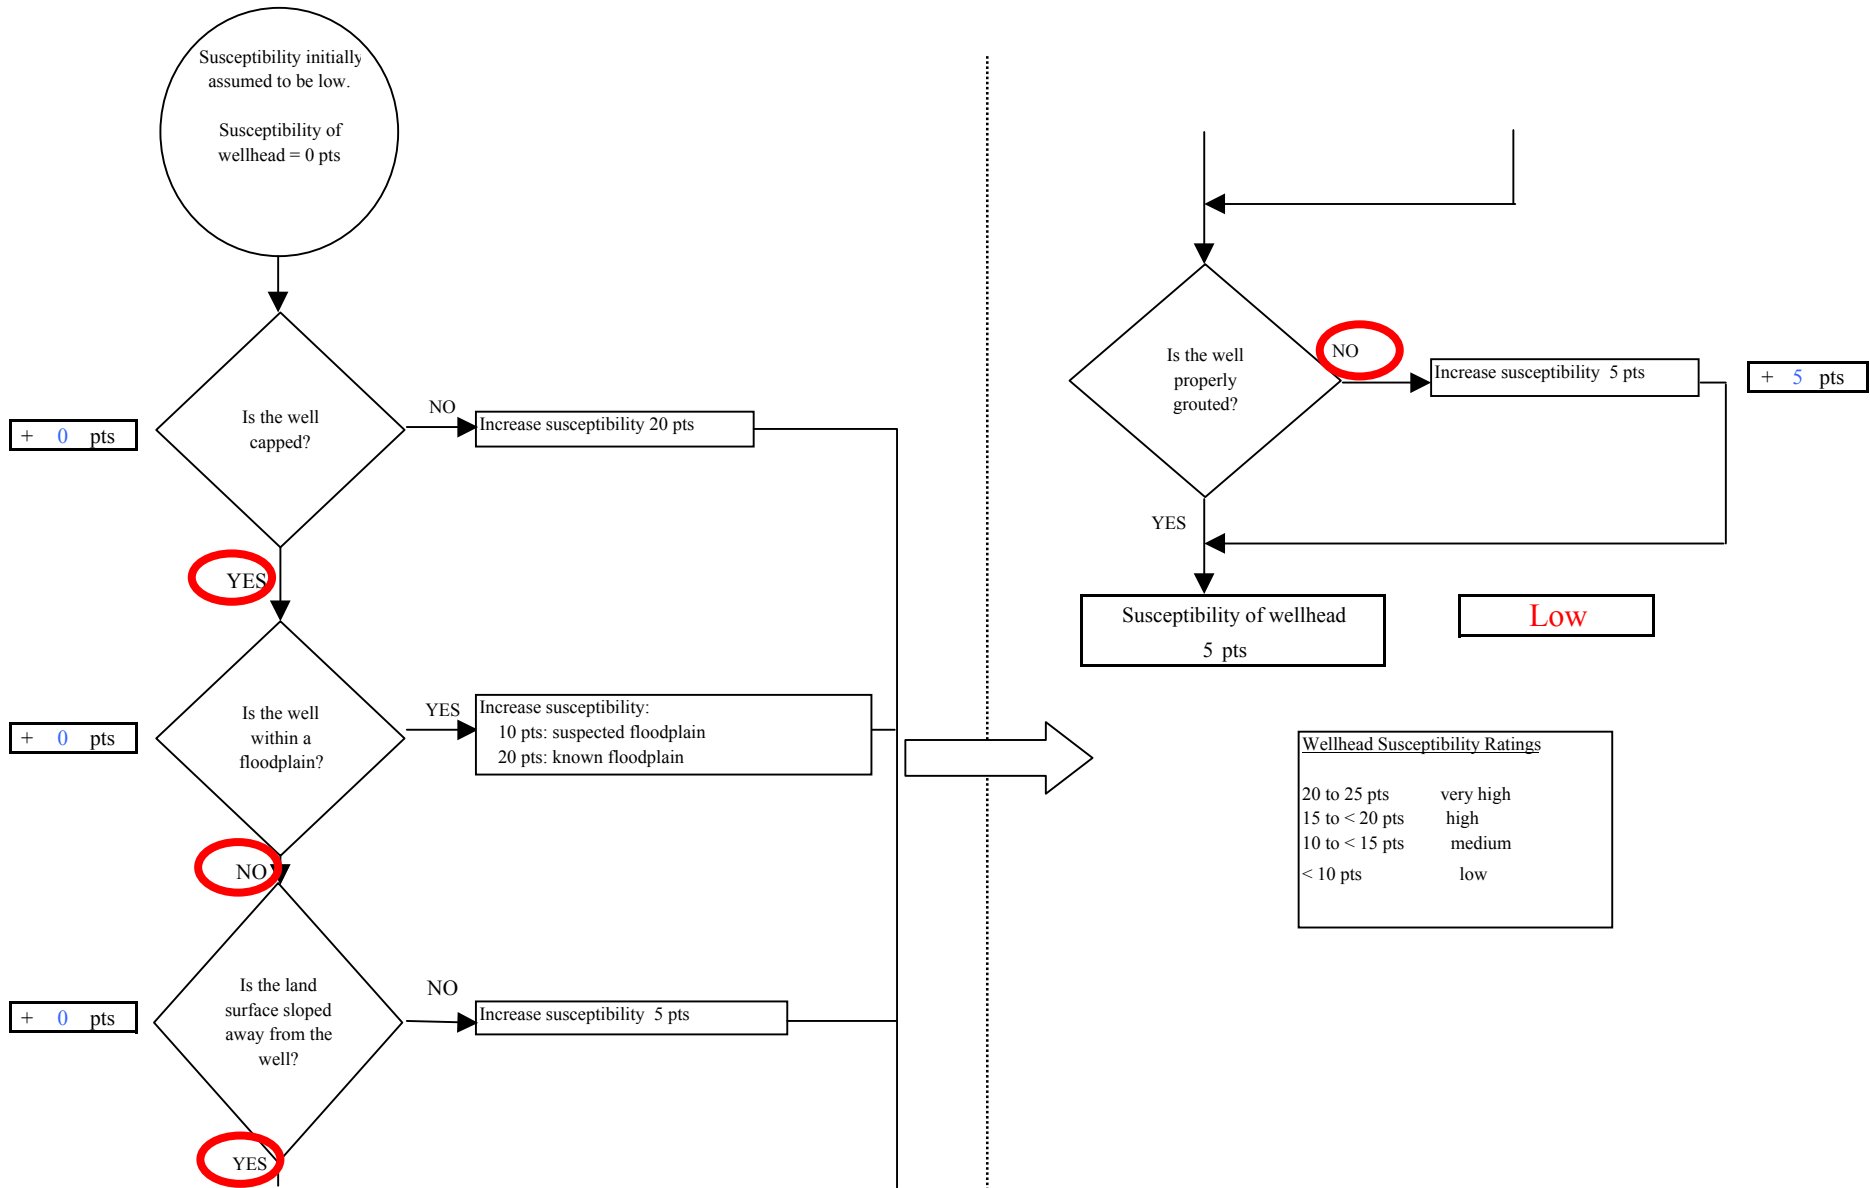 Susceptibility initially
assumed to be low.
Susceptibility of
wellhead = 0 pts
Is the well
capped?
+ 0 pts
NO
Increase susceptibility 20 pts
YES
Is the well
within a
floodplain?
+ 0 pts
YES
Increase susceptibility:
10 pts: suspected floodplain
20 pts: known floodplain
NO
Is the land
surface sloped
away from the
well?
+ 0 pts
NO
Increase susceptibility 5 pts
YES
Is the well
properly
grouted?
NO
Increase susceptibility 5 pts
+ 5 pts
YES
Susceptibility of wellhead
5 pts
Low
Wellhead Susceptibility Ratings
20 to 25 pts very high
15 to < 20 pts high
10 to < 15 pts medium
< 10 pts low